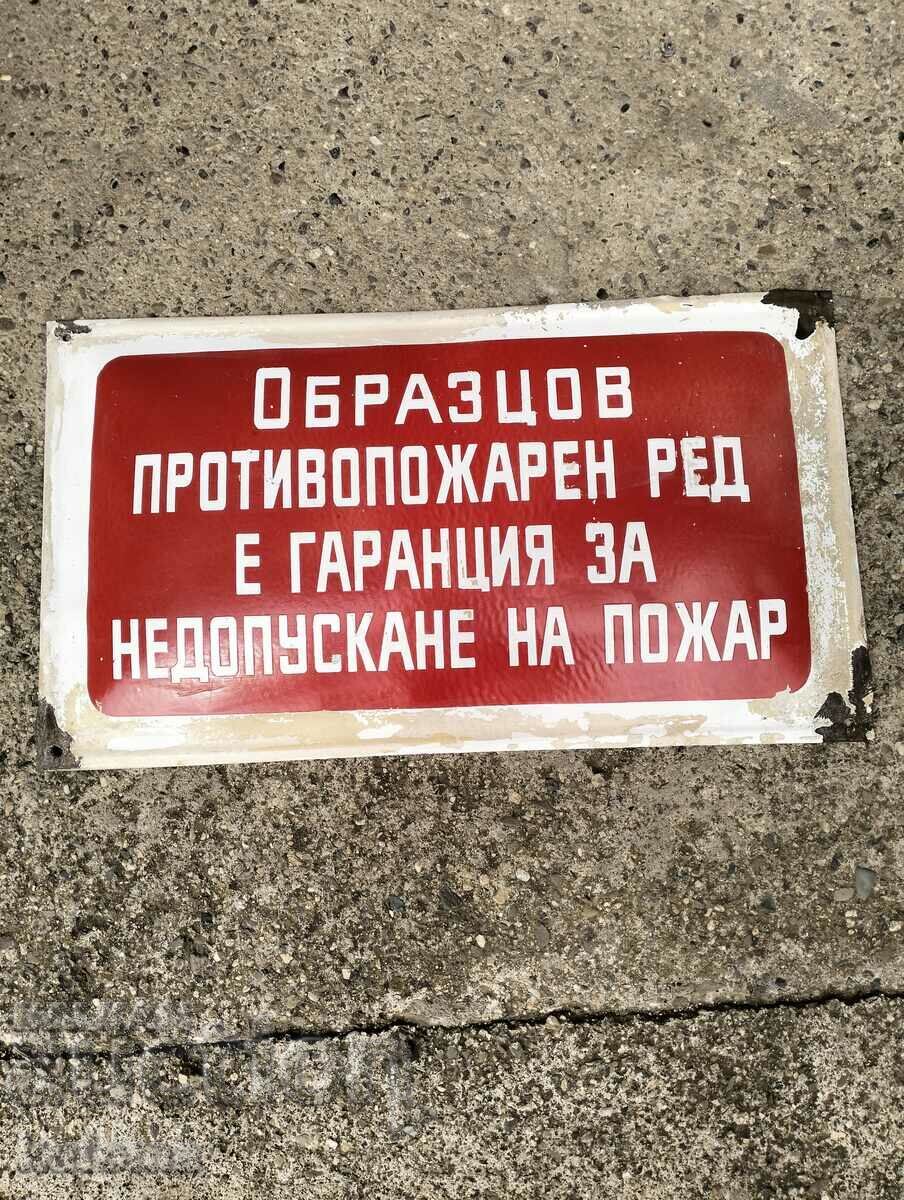 ОБРАЗЦОВ
ПРОТИВОПОЖАРЕН РЕД
Е ГАРАНЦИЯ ЗА
НЕДОПУСКАНЕ НА ПОЖАР